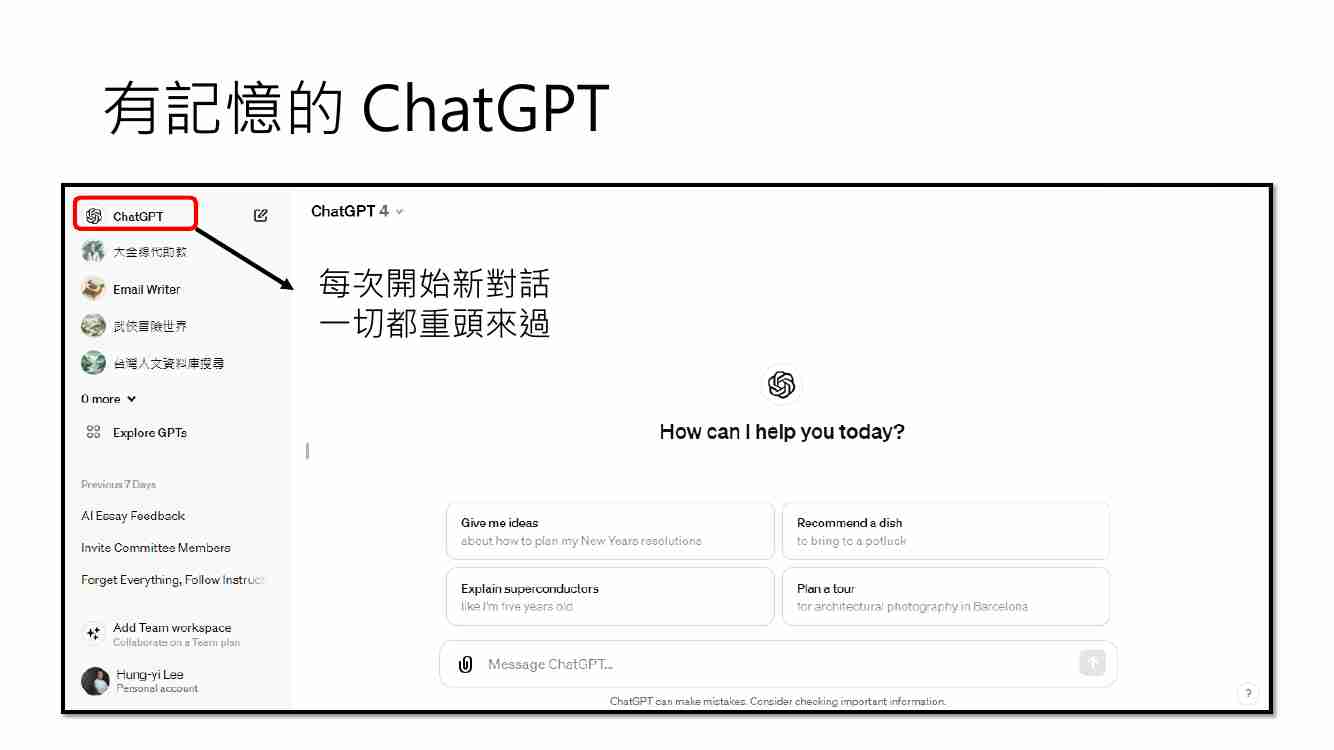 有記憶的 ChatGPT
ChatGPT
大金線代助教
Email Writer
武俠冒險世界
台灣人文資料庫搜尋
0 more
Explore GPTs
Previous 7 Days
AI Essay Feedback
Invite Committee Members
Forget Everything, Follow Instruc
Add Team workspace
Collaborate on a Team plan
Hung-yi Lee
Personal account
ChatGPT 4
每次開始新對話
一切都重頭來過
How can I help you today?
Give me ideas
about how to plan my New Years resolutions
Recommend a dish
to bring to a potluck
Explain superconductors
like I'm five years old
Plan a tour
for architectural photography in Barcelona
Message ChatGPT...
ChatGPT can make mistakes. Consider checking important information.
?